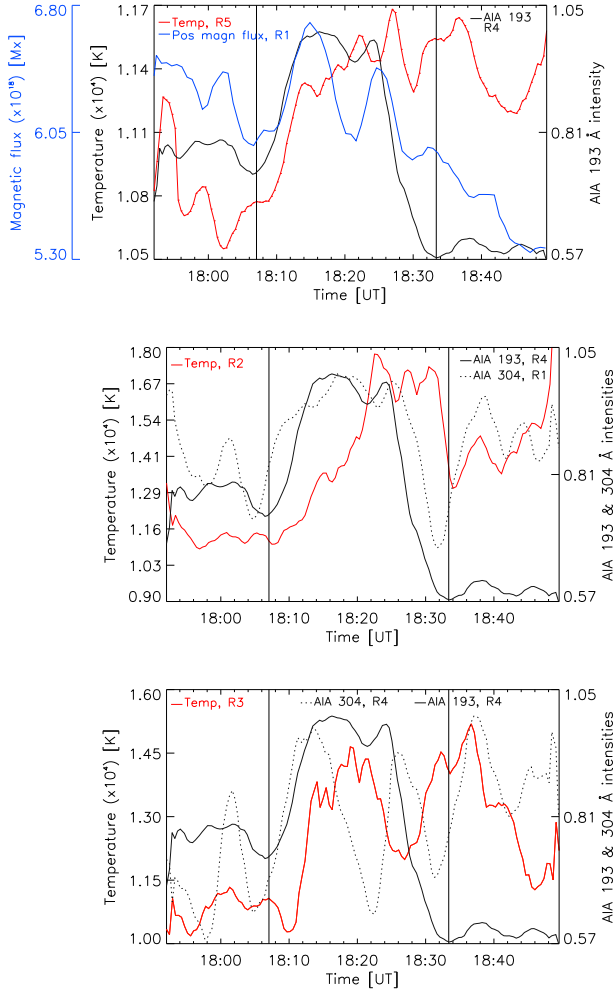 6.80
6.05
5.30
Magnetic flux (x10¹⁸) [Mx]
1.17
1.14
1.11
1.08
1.05
Temperature (x10⁴) [K]
Temp, R5
Pos magn flux, R1
AIA 193
R4
1.05
0.81
0.57
AIA 193 Å intensity
18:00 18:10 18:20 18:30 18:40
Time [UT]
1.80
1.67
1.54
1.41
1.29
1.16
1.03
0.90
Temperature (x10⁴) [K]
Temp, R2
AIA 193, R4
AIA 304, R1
1.05
0.81
0.57
AIA 193 & 304 Å intensities
18:00 18:10 18:20 18:30 18:40
Time [UT]
1.60
1.45
1.30
1.15
1.00
Temperature (x10⁴) [K]
Temp, R3
AIA 304, R4
AIA 193, R4
1.05
0.81
0.57
AIA 193 & 304 Å intensities
18:00 18:10 18:20 18:30 18:40
Time [UT]